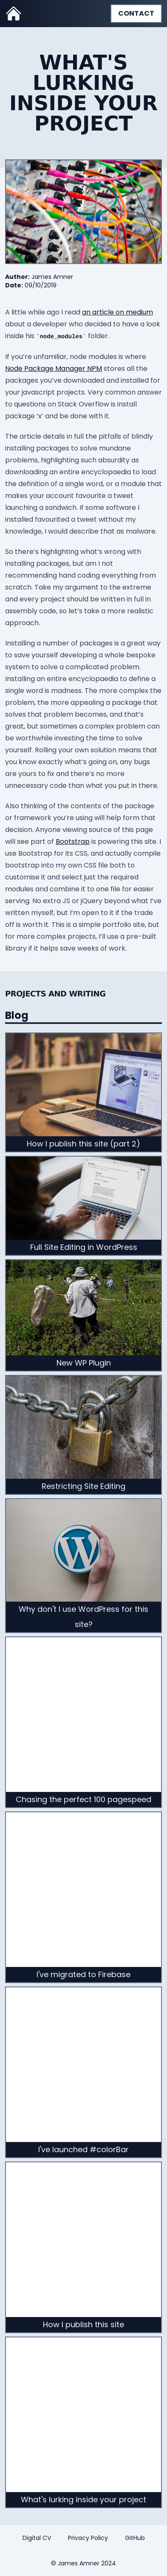 CONTACT
WHAT'S
LURKING
INSIDE YOUR
PROJECT
Author: James Amner
Date: 09/10/2019
A little while ago I read an article on medium
about a developer who decided to have a look
inside his `node_modules` folder.
If you're unfamiliar, node modules is where
Node Package Manager NPM stores all the
packages you've downloaded and installed for
your javascript projects. Very common answer
to questions on Stack Overflow is install
package 'x' and be done with it.
The article details in full the pitfalls of blindly
installing packages to solve mundane
problems, highlighting such absurdity as
downloading an entire encyclopaedia to load
the definition of a single word, or a module that
makes your account favourite a tweet
launching a sandwich. If some software I
installed favourited a tweet without my
knowledge, I would describe that as malware.
So there's highlighting what's wrong with
installing packages, but am I not
recommending hard coding everything from
scratch. Take my argument to the extreme
and every project should be written in full in
assembly code, so let's take a more realistic
approach.
Installing a number of packages is a great way
to save yourself developing a whole bespoke
system to solve a complicated problem.
Installing an entire encyclopaedia to define a
single word is madness. The more complex the
problem, the more appealing a package that
solves that problem becomes, and that's
great, but sometimes a complex problem can
be worthwhile investing the time to solve
yourself. Rolling your own solution means that
you know exactly what's going on, any bugs
are yours to fix and there's no more
unnecessary code than what you put in there.
Also thinking of the contents of the package
or framework you're using will help form that
decision. Anyone viewing source of this page
will see part of Bootstrap is powering this site. I
use Bootstrap for its CSS, and actually compile
bootstrap into my own CSS file both to
customise it and select just the required
modules and combine it to one file for easier
serving. No extra JS or jQuery beyond what I've
written myself, but I'm open to it if the trade
off is worth it. This is a simple portfolio site, but
for more complex projects, I'll use a pre-built
library if it helps save weeks of work.
PROJECTS AND WRITING
Blog
How I publish this site (part 2)
Full Site Editing in WordPress
New WP Plugin
Restricting Site Editing
Why don't I use WordPress for this
site?
Chasing the perfect 100 pagespeed
I've migrated to Firebase
I've launched #colorBar
How I publish this site
What's lurking inside your project
Digital CV Privacy Policy GitHub
© James Amner 2024